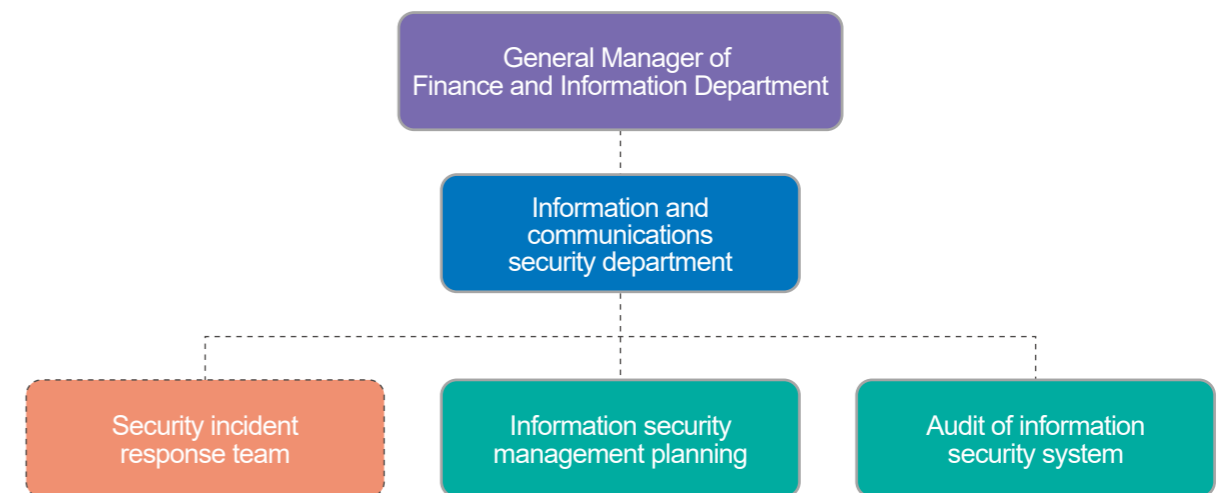 General Manager of
Finance and Information Department
Information and
communications
security department
Security incident
response team
Information security
management planning
Audit of information
security system